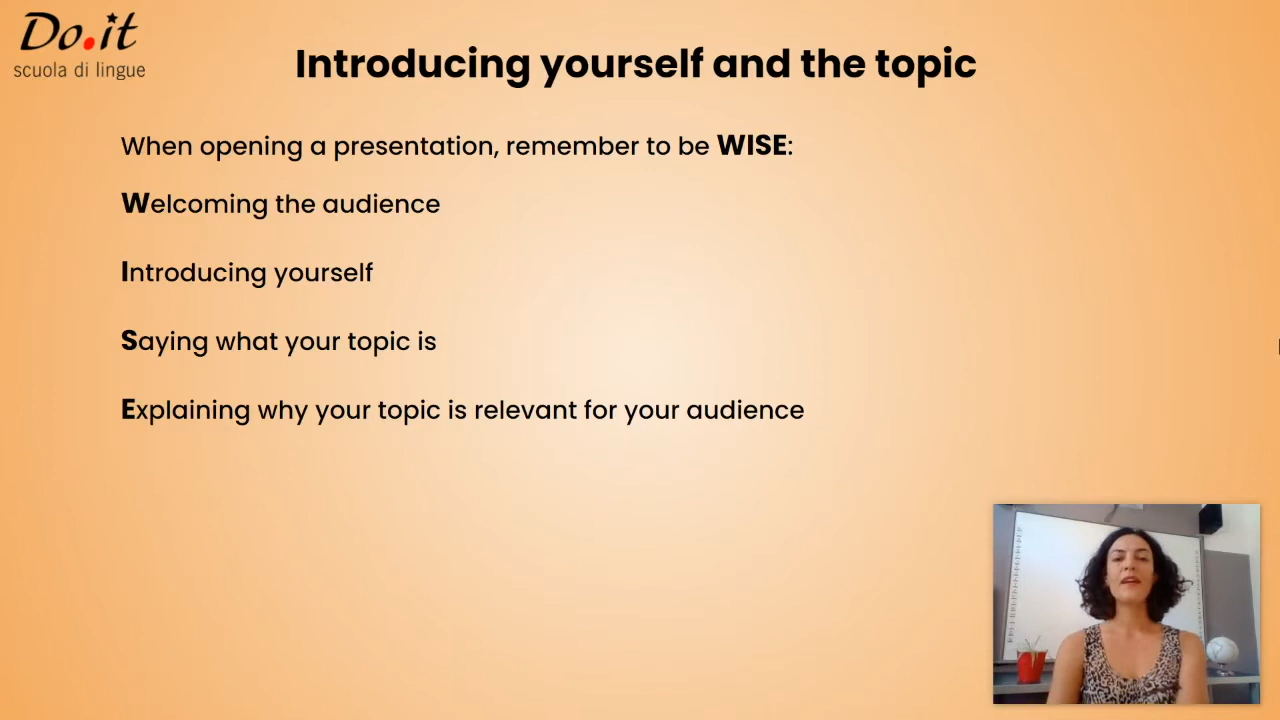 Do.it
scuola di lingue
Introducing yourself and the topic
When opening a presentation, remember to be WISE:
Welcoming the audience
Introducing yourself
Saying what your topic is
Explaining why your topic is relevant for your audience